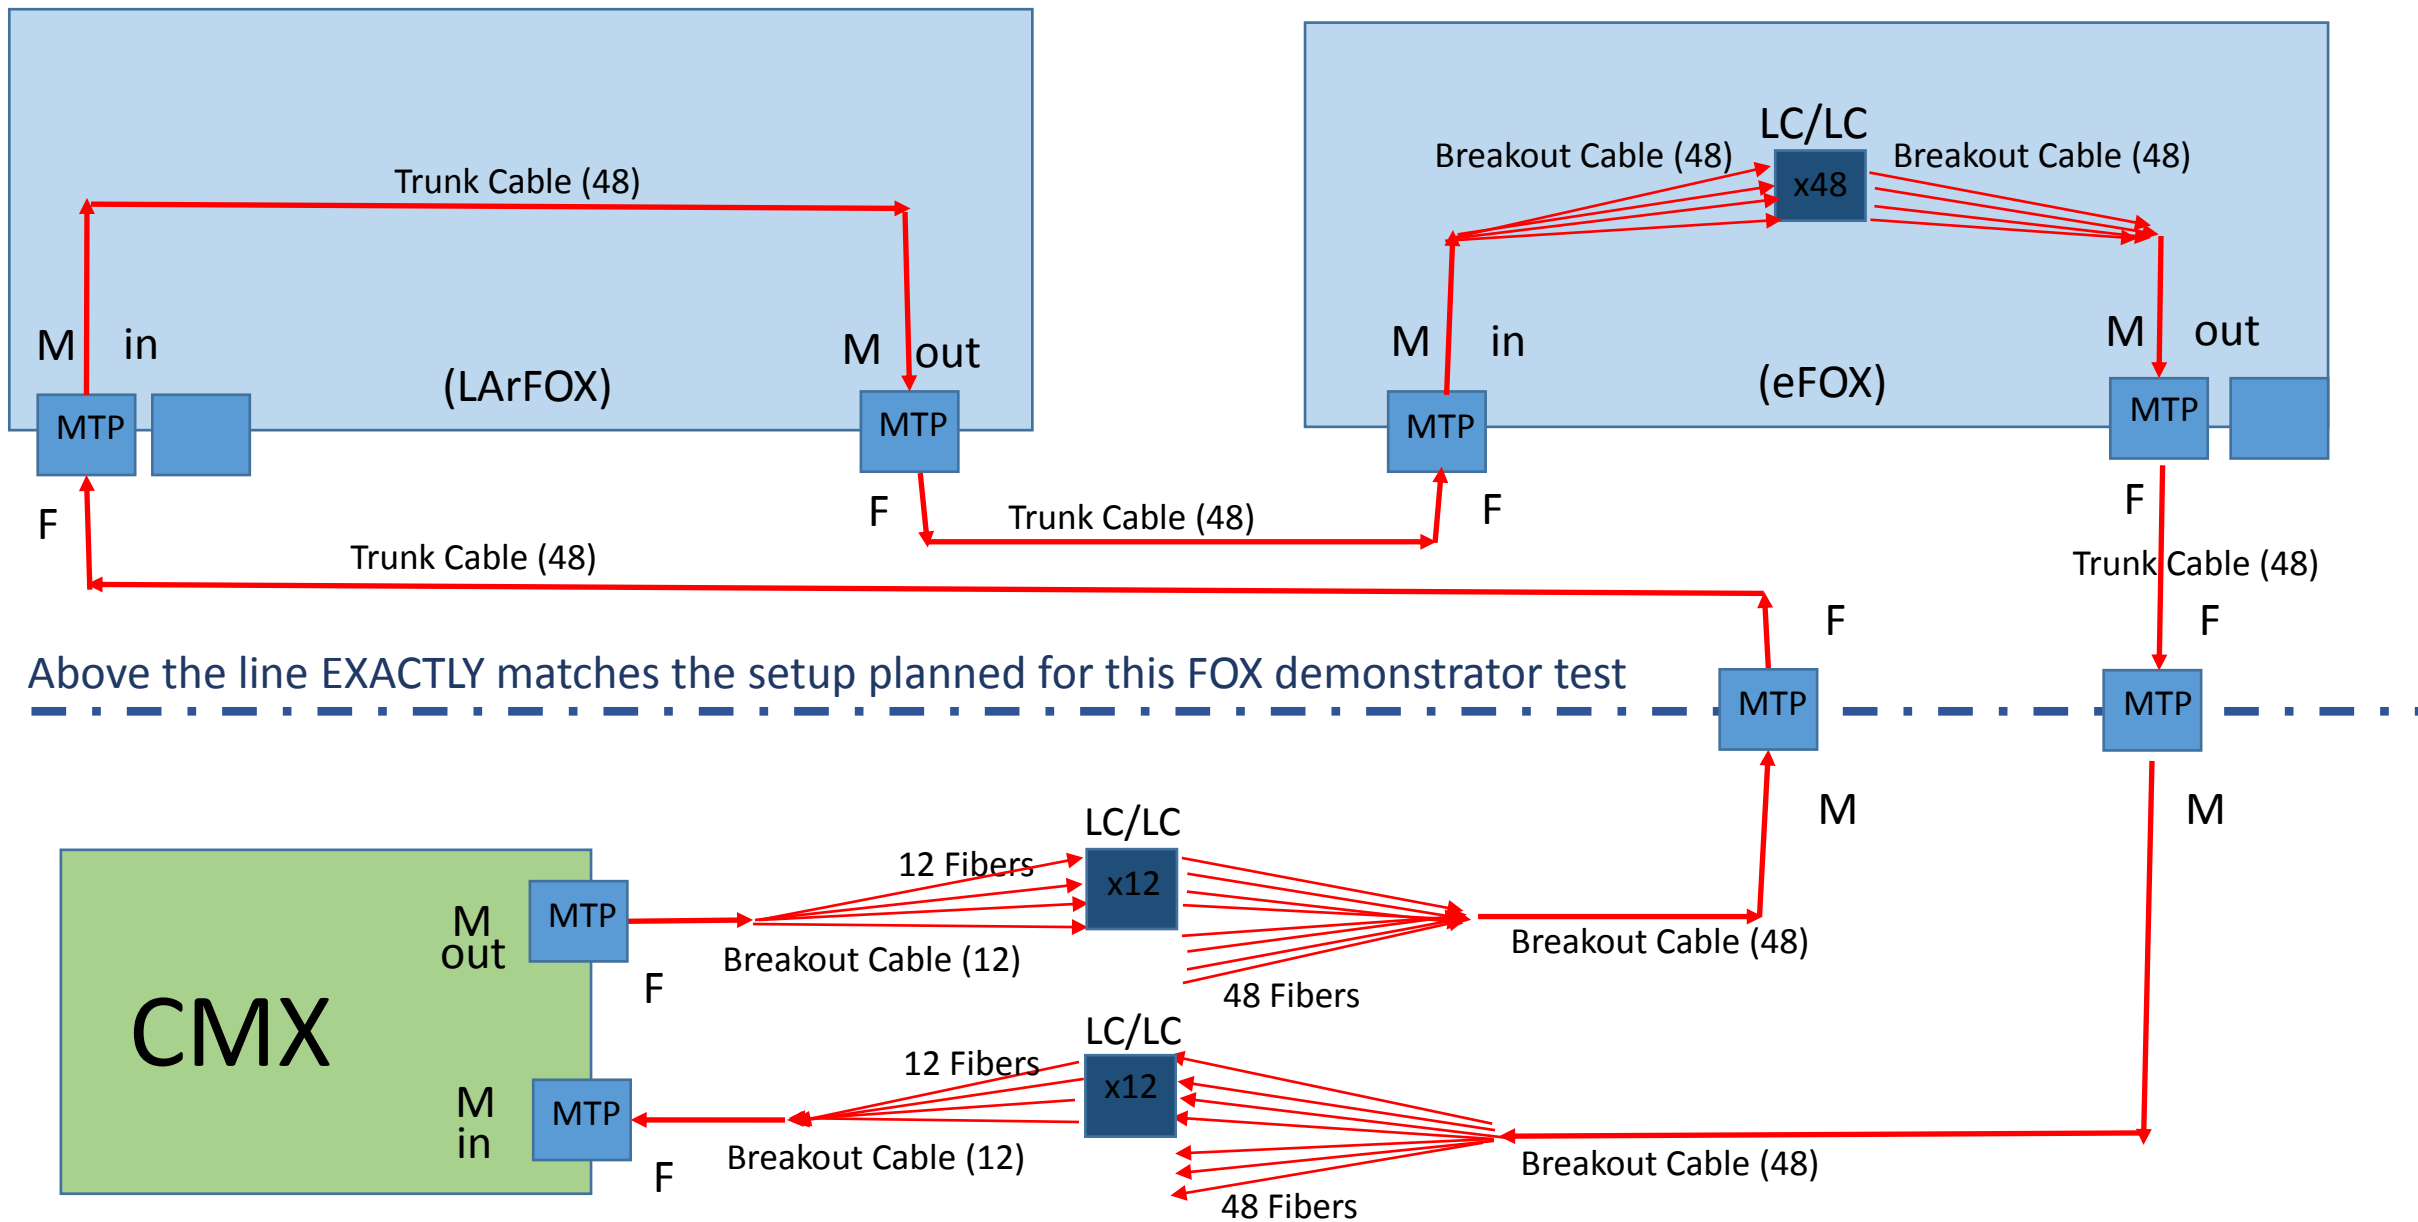 LC/LC
Breakout Cable (48)
x48
Breakout Cable (48)
Trunk Cable (48)
M
in
(LArFOX)
M
out
M
in
(eFOX)
M
out
MTP
MTP
MTP
MTP
F
F
Trunk Cable (48)
F
F
Trunk Cable (48)
Trunk Cable (48)
F
F
Above the line EXACTLY matches the setup planned for this FOX demonstrator test
MTP
MTP
M
M
LC/LC
12 Fibers
x12
M
out
MTP
F
Breakout Cable (12)
Breakout Cable (48)
48 Fibers
CMX
LC/LC
12 Fibers
x12
M
in
MTP
F
Breakout Cable (12)
Breakout Cable (48)
48 Fibers